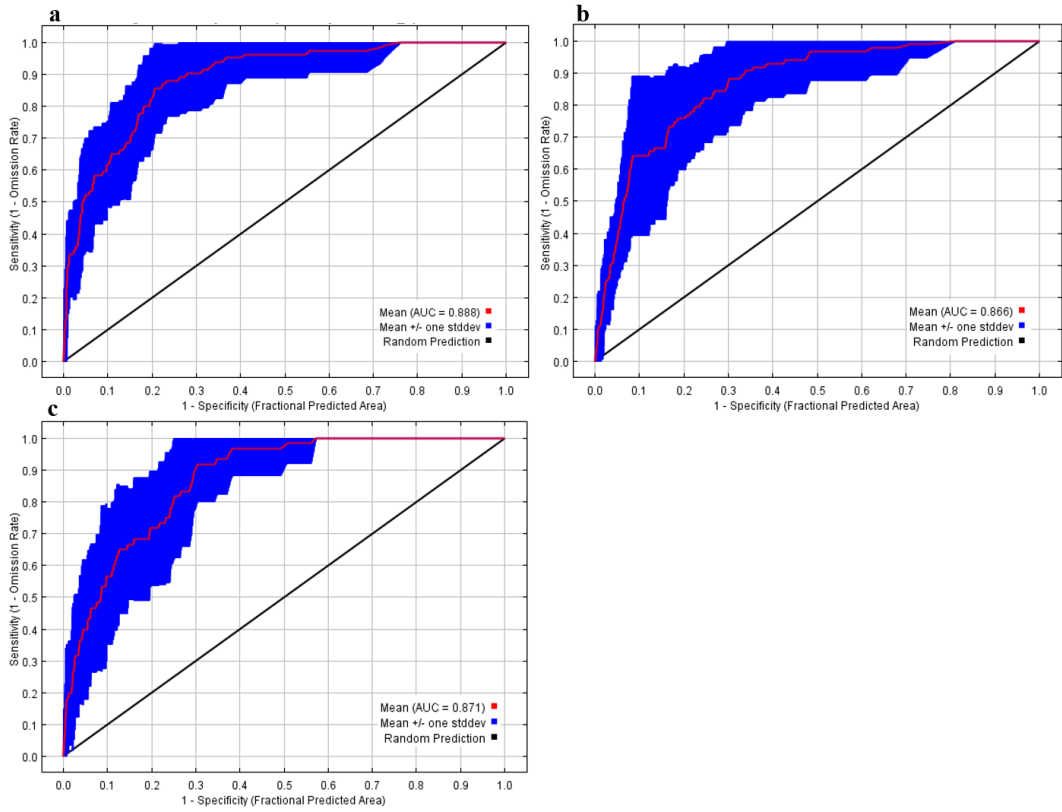 a
1.0
0.9
0.8
0.7
0.6
0.5
0.4
0.3
0.2
0.1
0.0
Sensitivity (1 - Omission Rate)
Mean (AUC = 0.888)
Mean +/- one stddev
Random Prediction
0.0 0.1 0.2 0.3 0.4 0.5 0.6 0.7 0.8 0.9 1.0
1 - Specificity (Fractional Predicted Area)
b
1.0
0.9
0.8
0.7
0.6
0.5
0.4
0.3
0.2
0.1
0.0
Sensitivity (1 - Omission Rate)
Mean (AUC = 0.866)
Mean +/- one stddev
Random Prediction
0.0 0.1 0.2 0.3 0.4 0.5 0.6 0.7 0.8 0.9 1.0
1 - Specificity (Fractional Predicted Area)
c
1.0
0.9
0.8
0.7
0.6
0.5
0.4
0.3
0.2
0.1
0.0
Sensitivity (1 - Omission Rate)
Mean (AUC = 0.871)
Mean +/- one stddev
Random Prediction
0.0 0.1 0.2 0.3 0.4 0.5 0.6 0.7 0.8 0.9 1.0
1 - Specificity (Fractional Predicted Area)